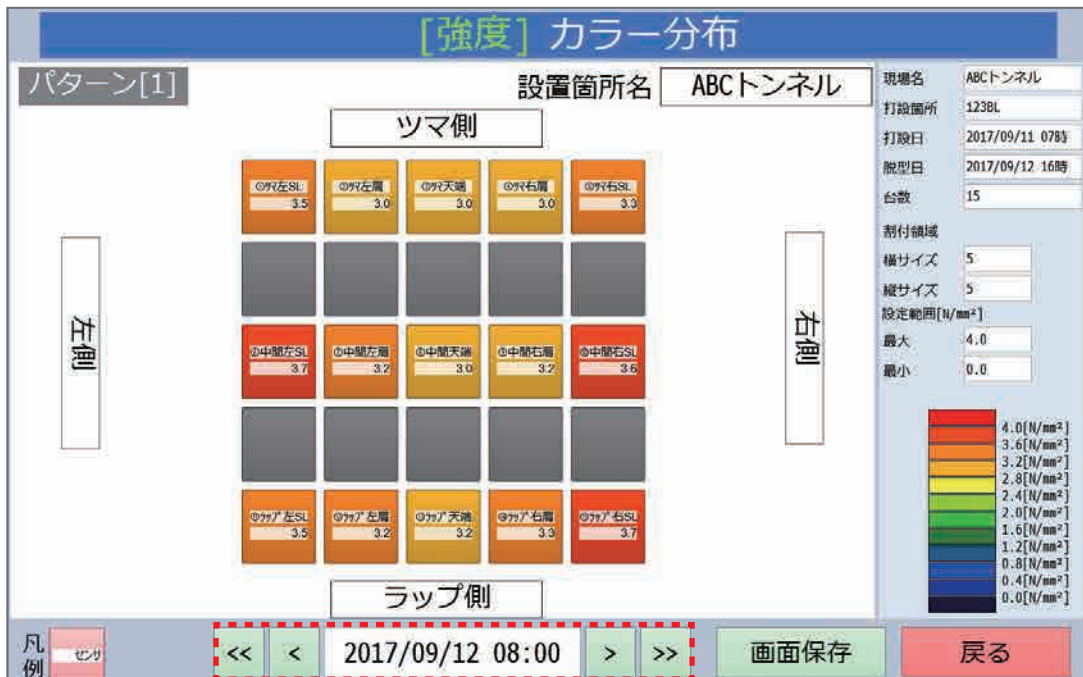 [強度] カラー分布
パターン[1]
設置箇所名 ABCトンネル
ツマ側
左側
右側
①ﾂﾏ左SL
3.5
①ﾂﾏ左肩
3.0
①ﾂﾏ天端
3.0
①ﾂﾏ右肩
3.0
①ﾂﾏ右SL
3.3
中間左SL
3.7
中間左肩
3.2
中間天端
3.0
中間右肩
3.2
中間右SL
3.6
ﾗｯﾌﾟ左SL
3.5
ﾗｯﾌﾟ左肩
3.2
ﾗｯﾌﾟ天端
3.2
ﾗｯﾌﾟ右肩
3.3
ﾗｯﾌﾟ右SL
3.7
ラップ側
現場名 ABCトンネル
打設箇所 123BL
打設日 2017/09/11 07時
脱型日 2017/09/12 16時
台数 15
割付領域
横サイズ 5
縦サイズ 5
設定範囲[N/mm²]
最大 4.0
最小 0.0
4.0[N/mm²]
3.6[N/mm²]
3.2[N/mm²]
2.8[N/mm²]
2.4[N/mm²]
2.0[N/mm²]
1.6[N/mm²]
1.2[N/mm²]
0.8[N/mm²]
0.4[N/mm²]
0.0[N/mm²]
凡例
ｾﾝｻ
<< < 2017/09/12 08:00 > >>
画面保存
戻る